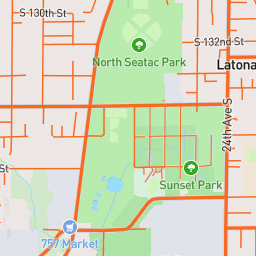 S 130th St
S 132nd St
North Seatac Park
Latona
24th Ave S
St
Sunset Park
757 Market